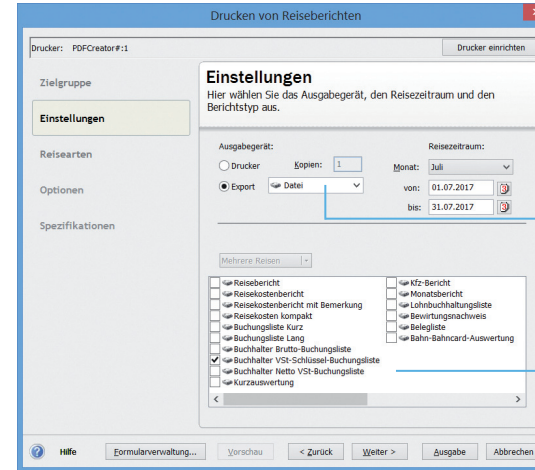 Drucken von Reiseberichten
Drucker: PDFCreator#:1
Drucker einrichten
Zielgruppe
Einstellungen
Reisearten
Optionen
Spezifikationen
Einstellungen
Hier wählen Sie das Ausgabegerät, den Reisezeitraum und den
Berichtstyp aus.
Ausgabegerät:
Drucker
Kopien: 1
Export
Datei
Reisezeitraum:
Monat: Juli
von: 01.07.2017
bis: 31.07.2017
Mehrere Reisen
Reisebericht
Reisekostenbericht
Reisekostenbericht mit Bemerkung
Reisekosten kompakt
Buchungsliste Kurz
Buchungsliste Lang
Buchhalter Brutto-Buchungsliste
Buchhalter VSt-Schlüssel-Buchungsliste
Buchhalter Netto VSt-Buchungsliste
Kurzauswertung
Kfz-Bericht
Monatsbericht
Lohnbuchhaltungsliste
Bewirtungsnachweis
Belegliste
Bahn-Bahncard-Auswertung
Hilfe
Formularverwaltung...
Vorschau
< Zurück
Weiter >
Ausgabe
Abbrechen